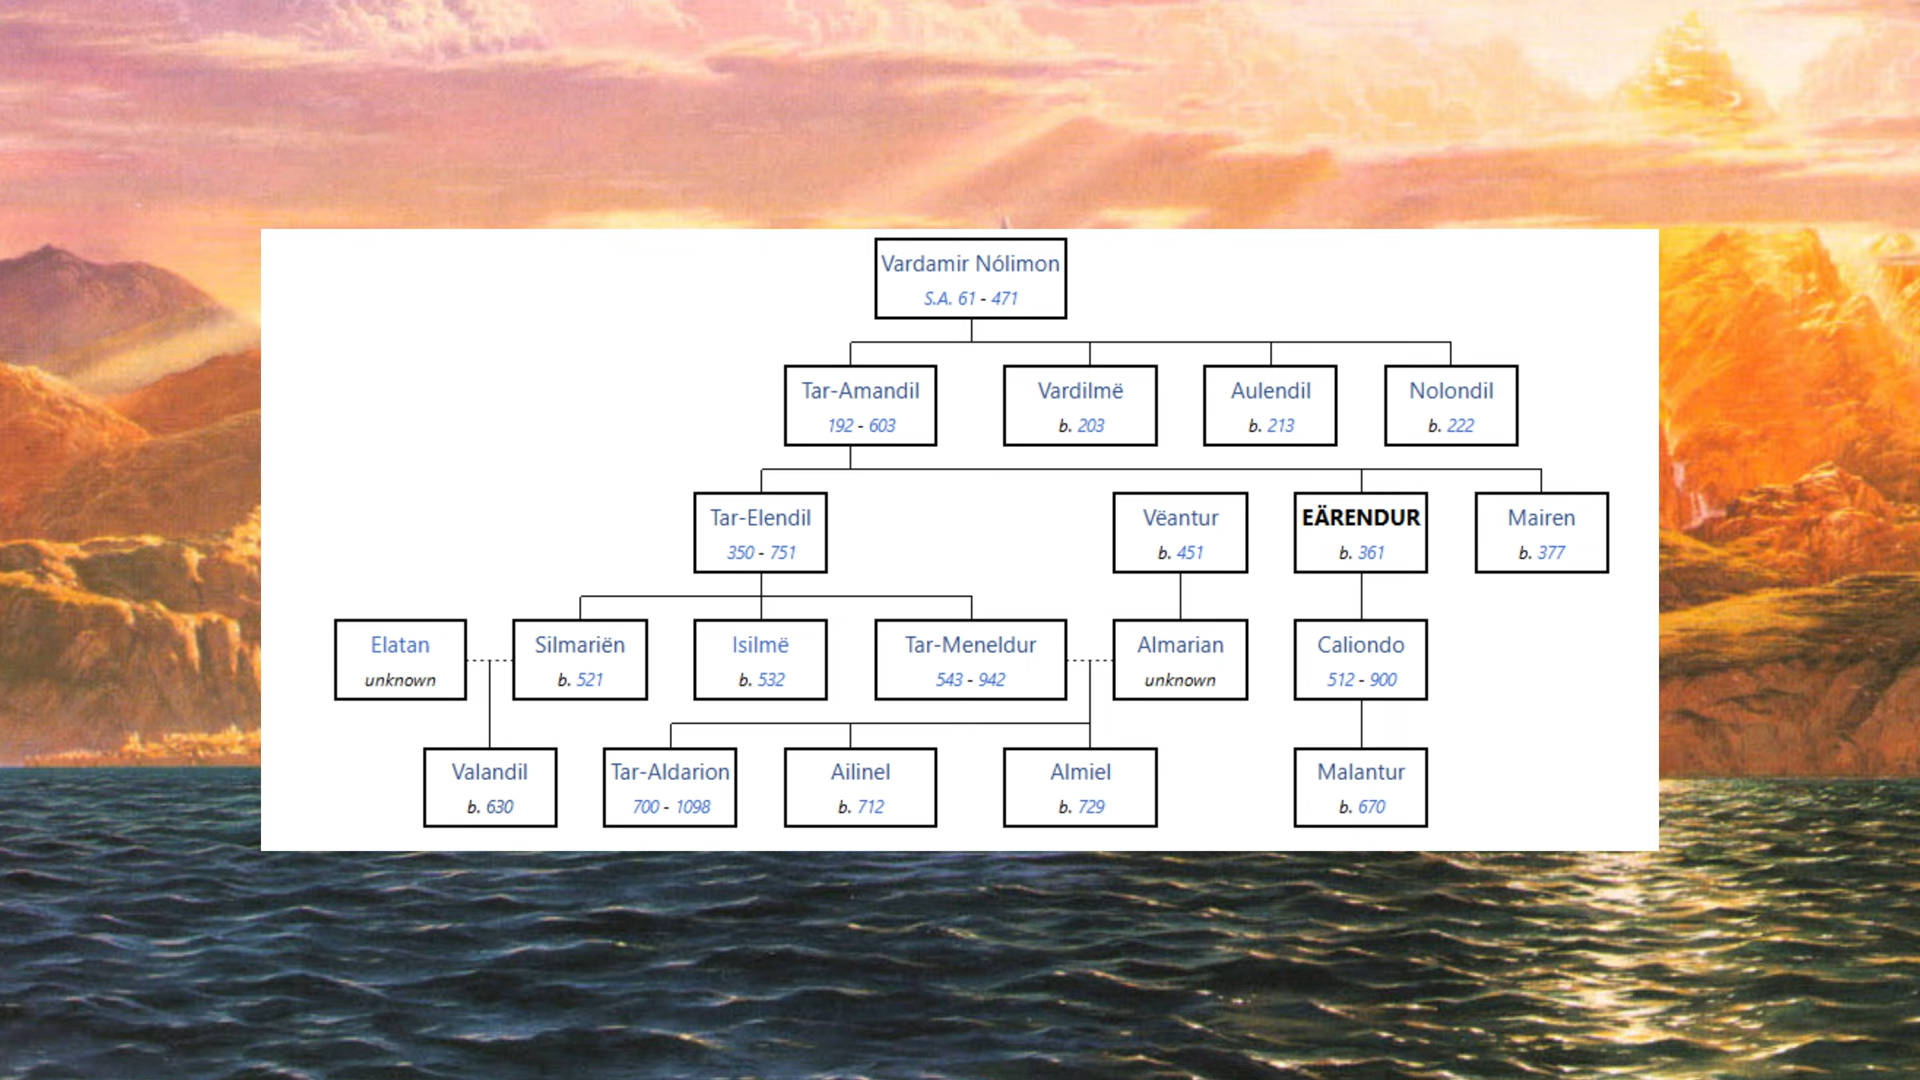 Vardamir Nólimon
S.A. 61 - 471
Tar-Amandil
192 - 603
Vardilmë
b. 203
Aulendil
b. 213
Nolondil
b. 222
Tar-Elendil
350 - 751
Vëantur
b. 451
EÄRENDUR
b. 361
Mairen
b. 377
Elatan
unknown
Silmariën
b. 521
Isilmë
b. 532
Tar-Meneldur
543 - 942
Almarian
unknown
Caliondo
512 - 900
Valandil
b. 630
Tar-Aldarion
700 - 1098
Ailinel
b. 712
Almiel
b. 729
Malantur
b. 670